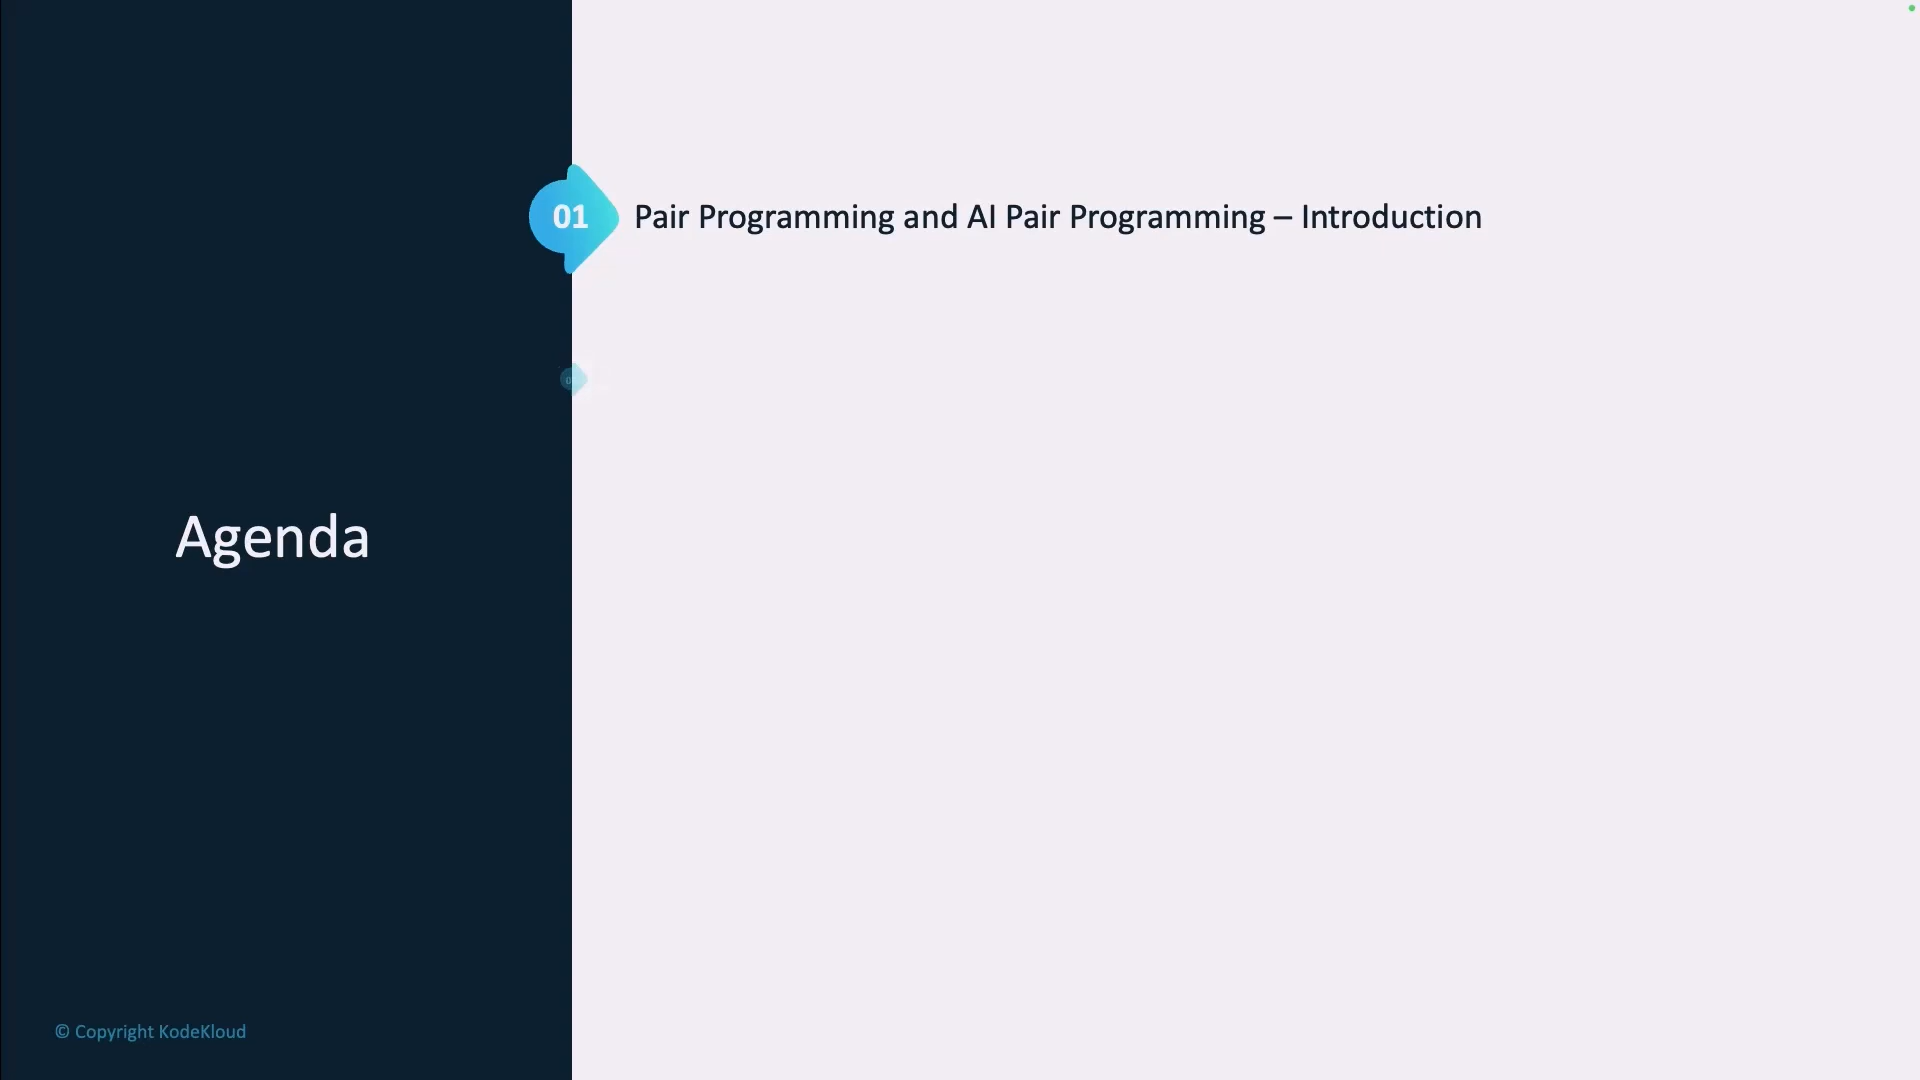 01 Pair Programming and AI Pair Programming – Introduction
Agenda
© Copyright KodeKloud